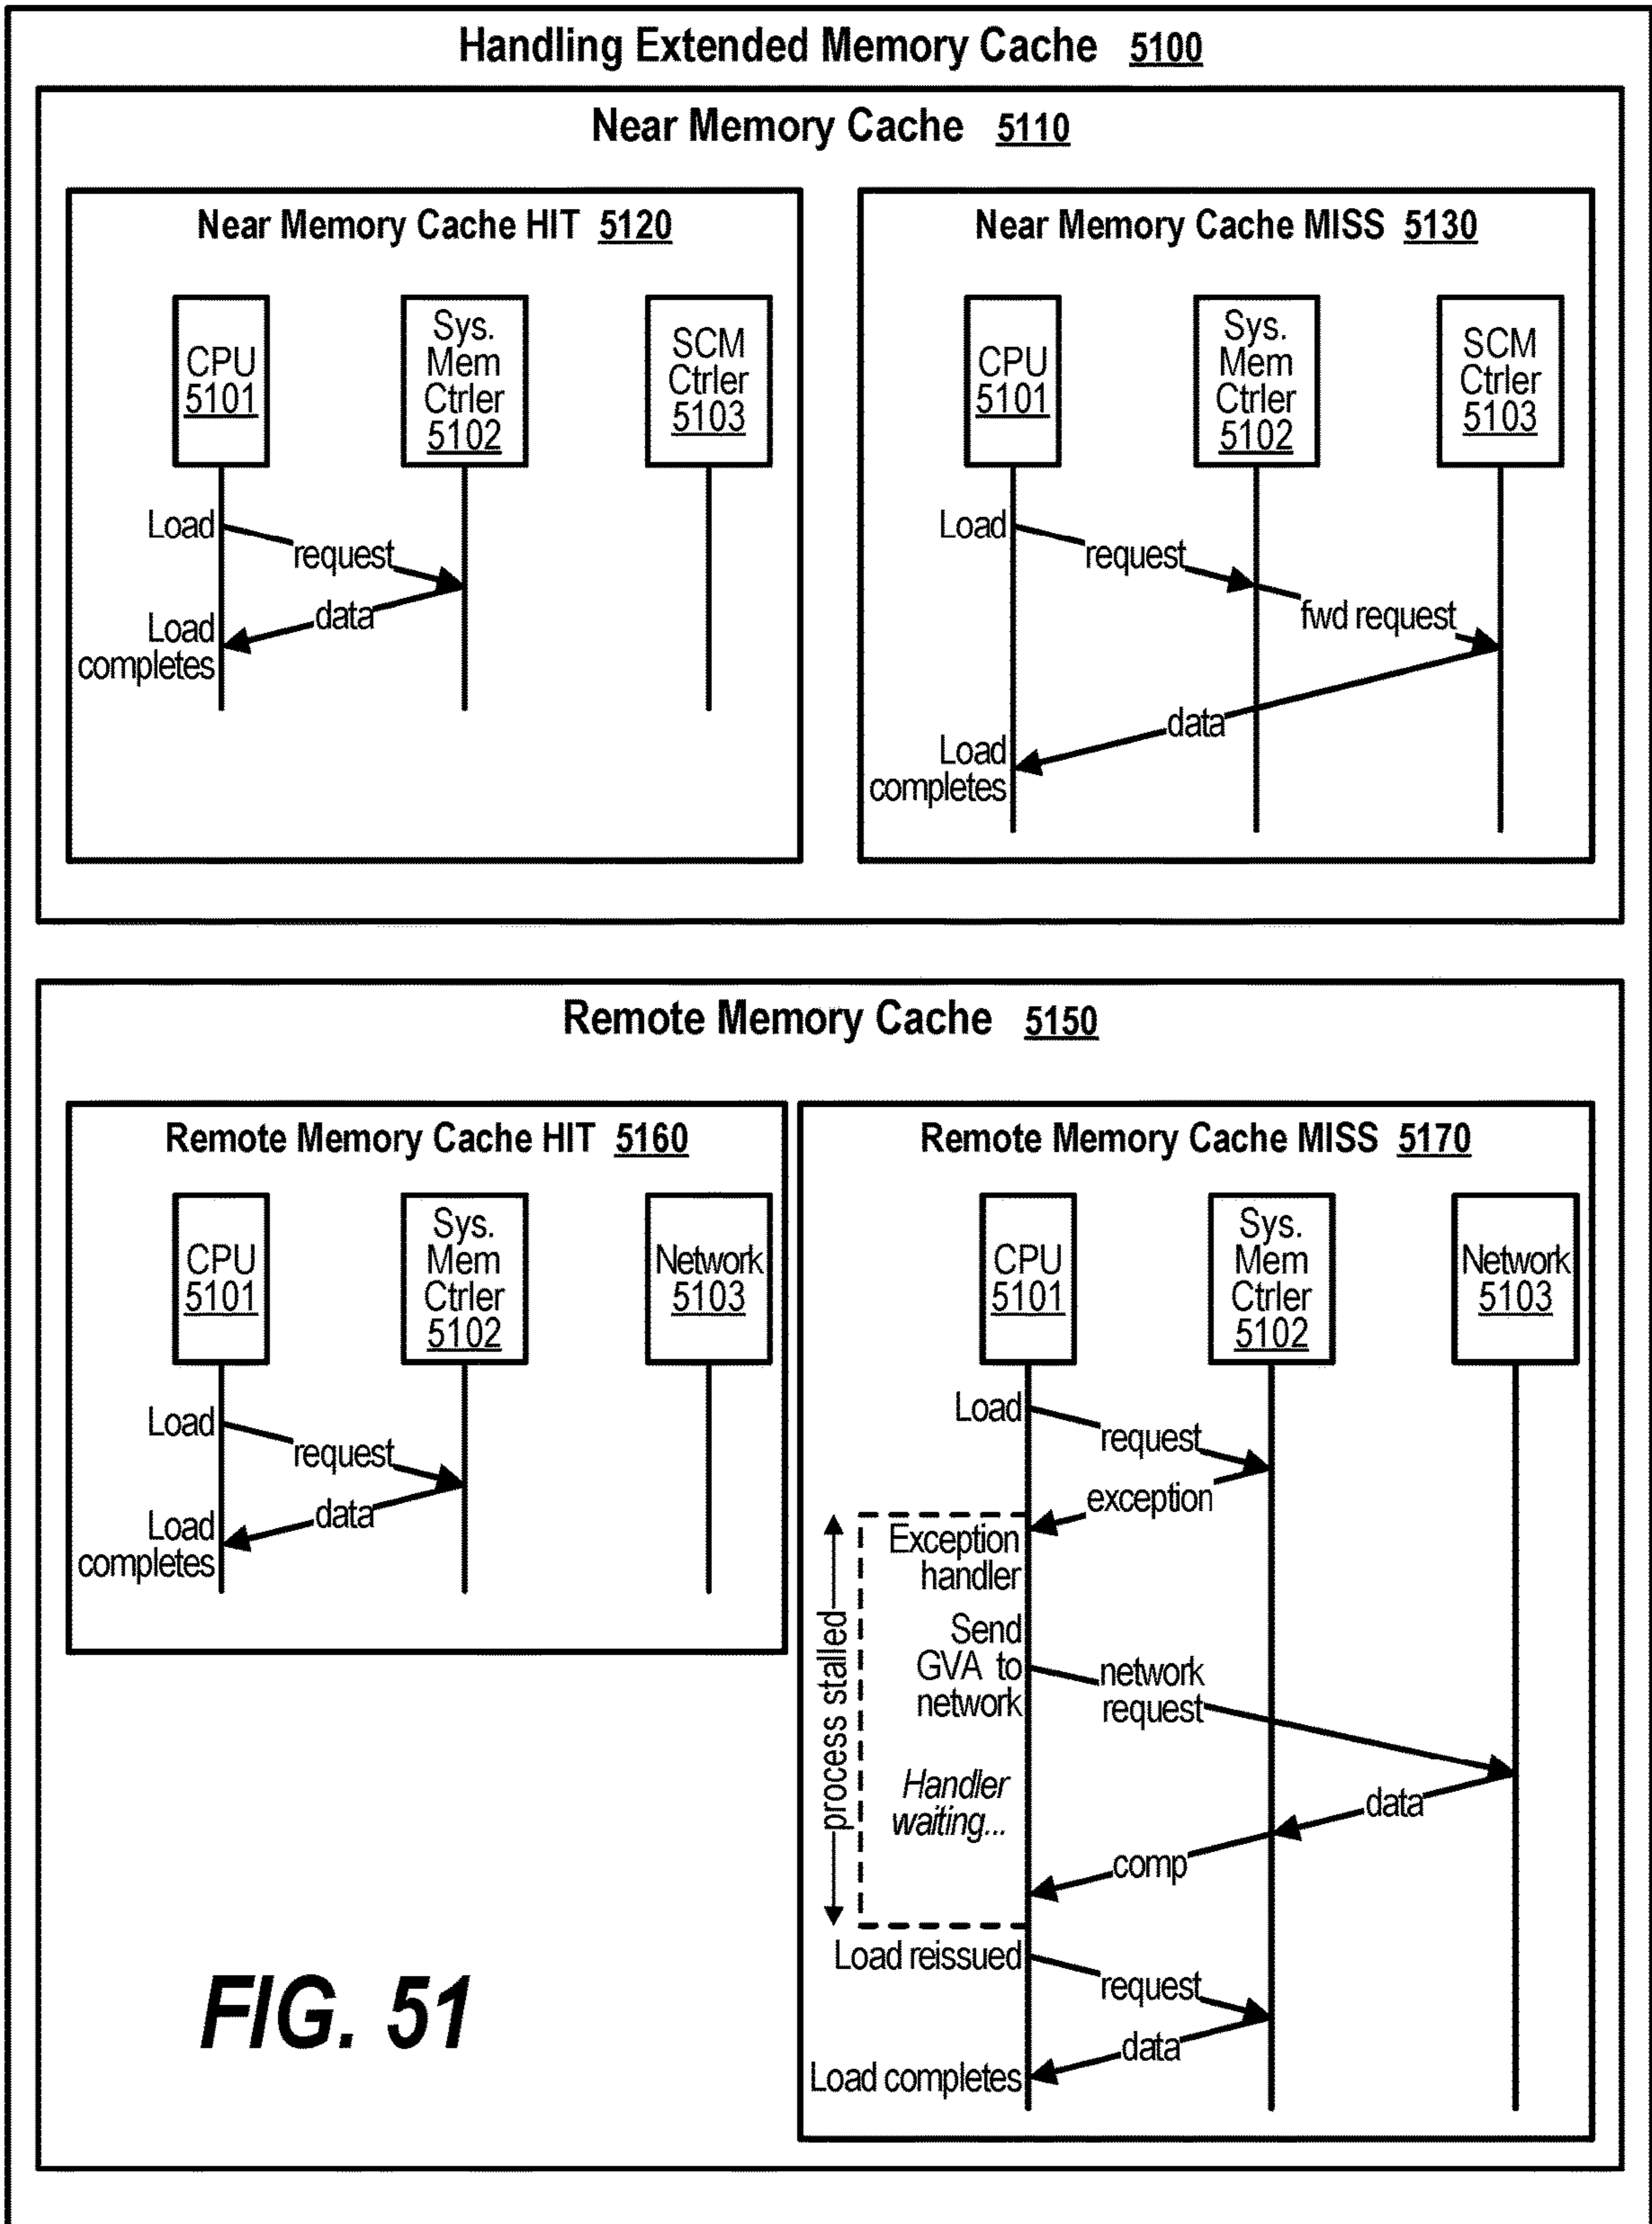 Handling Extended Memory Cache 5100
Near Memory Cache 5110
Near Memory Cache HIT 5120
CPU
5101
Sys.
Mem
Ctrler
5102
SCM
Ctrler
5103
Load
request
data
Load
completes
Near Memory Cache MISS 5130
CPU
5101
Sys.
Mem
Ctrler
5102
SCM
Ctrler
5103
Load
request
fwd request
data
Load
completes
Remote Memory Cache 5150
Remote Memory Cache HIT 5160
CPU
5101
Sys.
Mem
Ctrler
5102
Network
5103
Load
request
data
Load
completes
Remote Memory Cache MISS 5170
CPU
5101
Sys.
Mem
Ctrler
5102
Network
5103
Load
request
exception
Exception
handler
process stalled
Send
GVA to
network
network
request
Handler
waiting...
data
comp
Load reissued
request
data
Load completes
FIG. 51